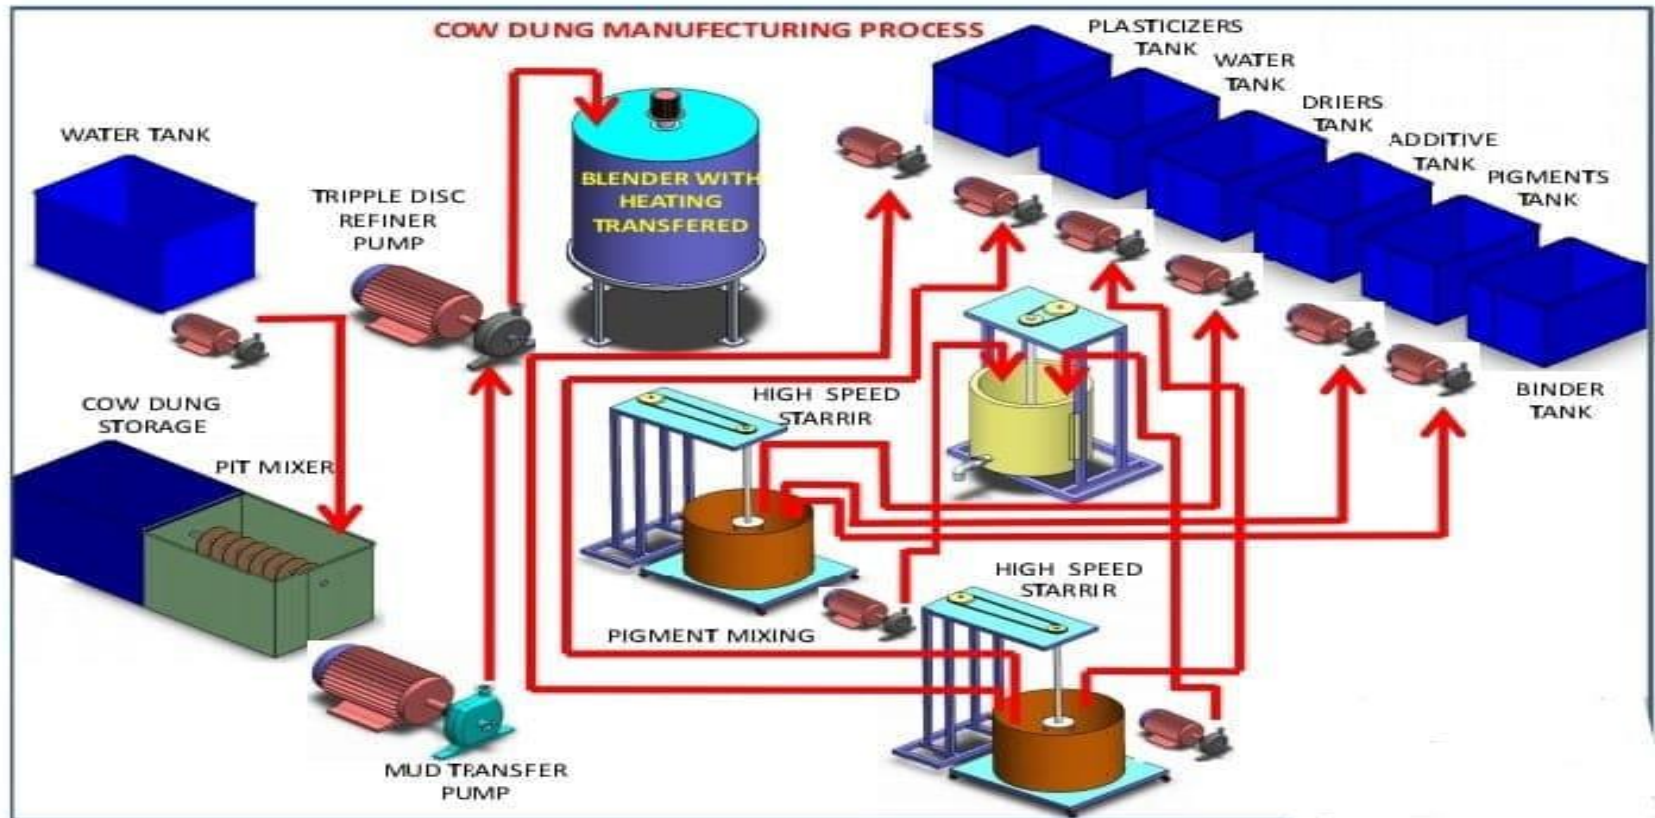 COW DUNG MANUFECTURING PROCESS
PLASTICIZERS
TANK
WATER
TANK
DRIERS
TANK
ADDITIVE
TANK
PIGMENTS
TANK
BINDER
TANK
WATER TANK
TRIPPLE DISC
REFINER
PUMP
BLENDER WITH
HEATING
TRANSFERED
COW DUNG
STORAGE
PIT MIXER
HIGH SPEED
STARRIR
PIGMENT MIXING
HIGH SPEED
STARRIR
MUD TRANSFER
PUMP